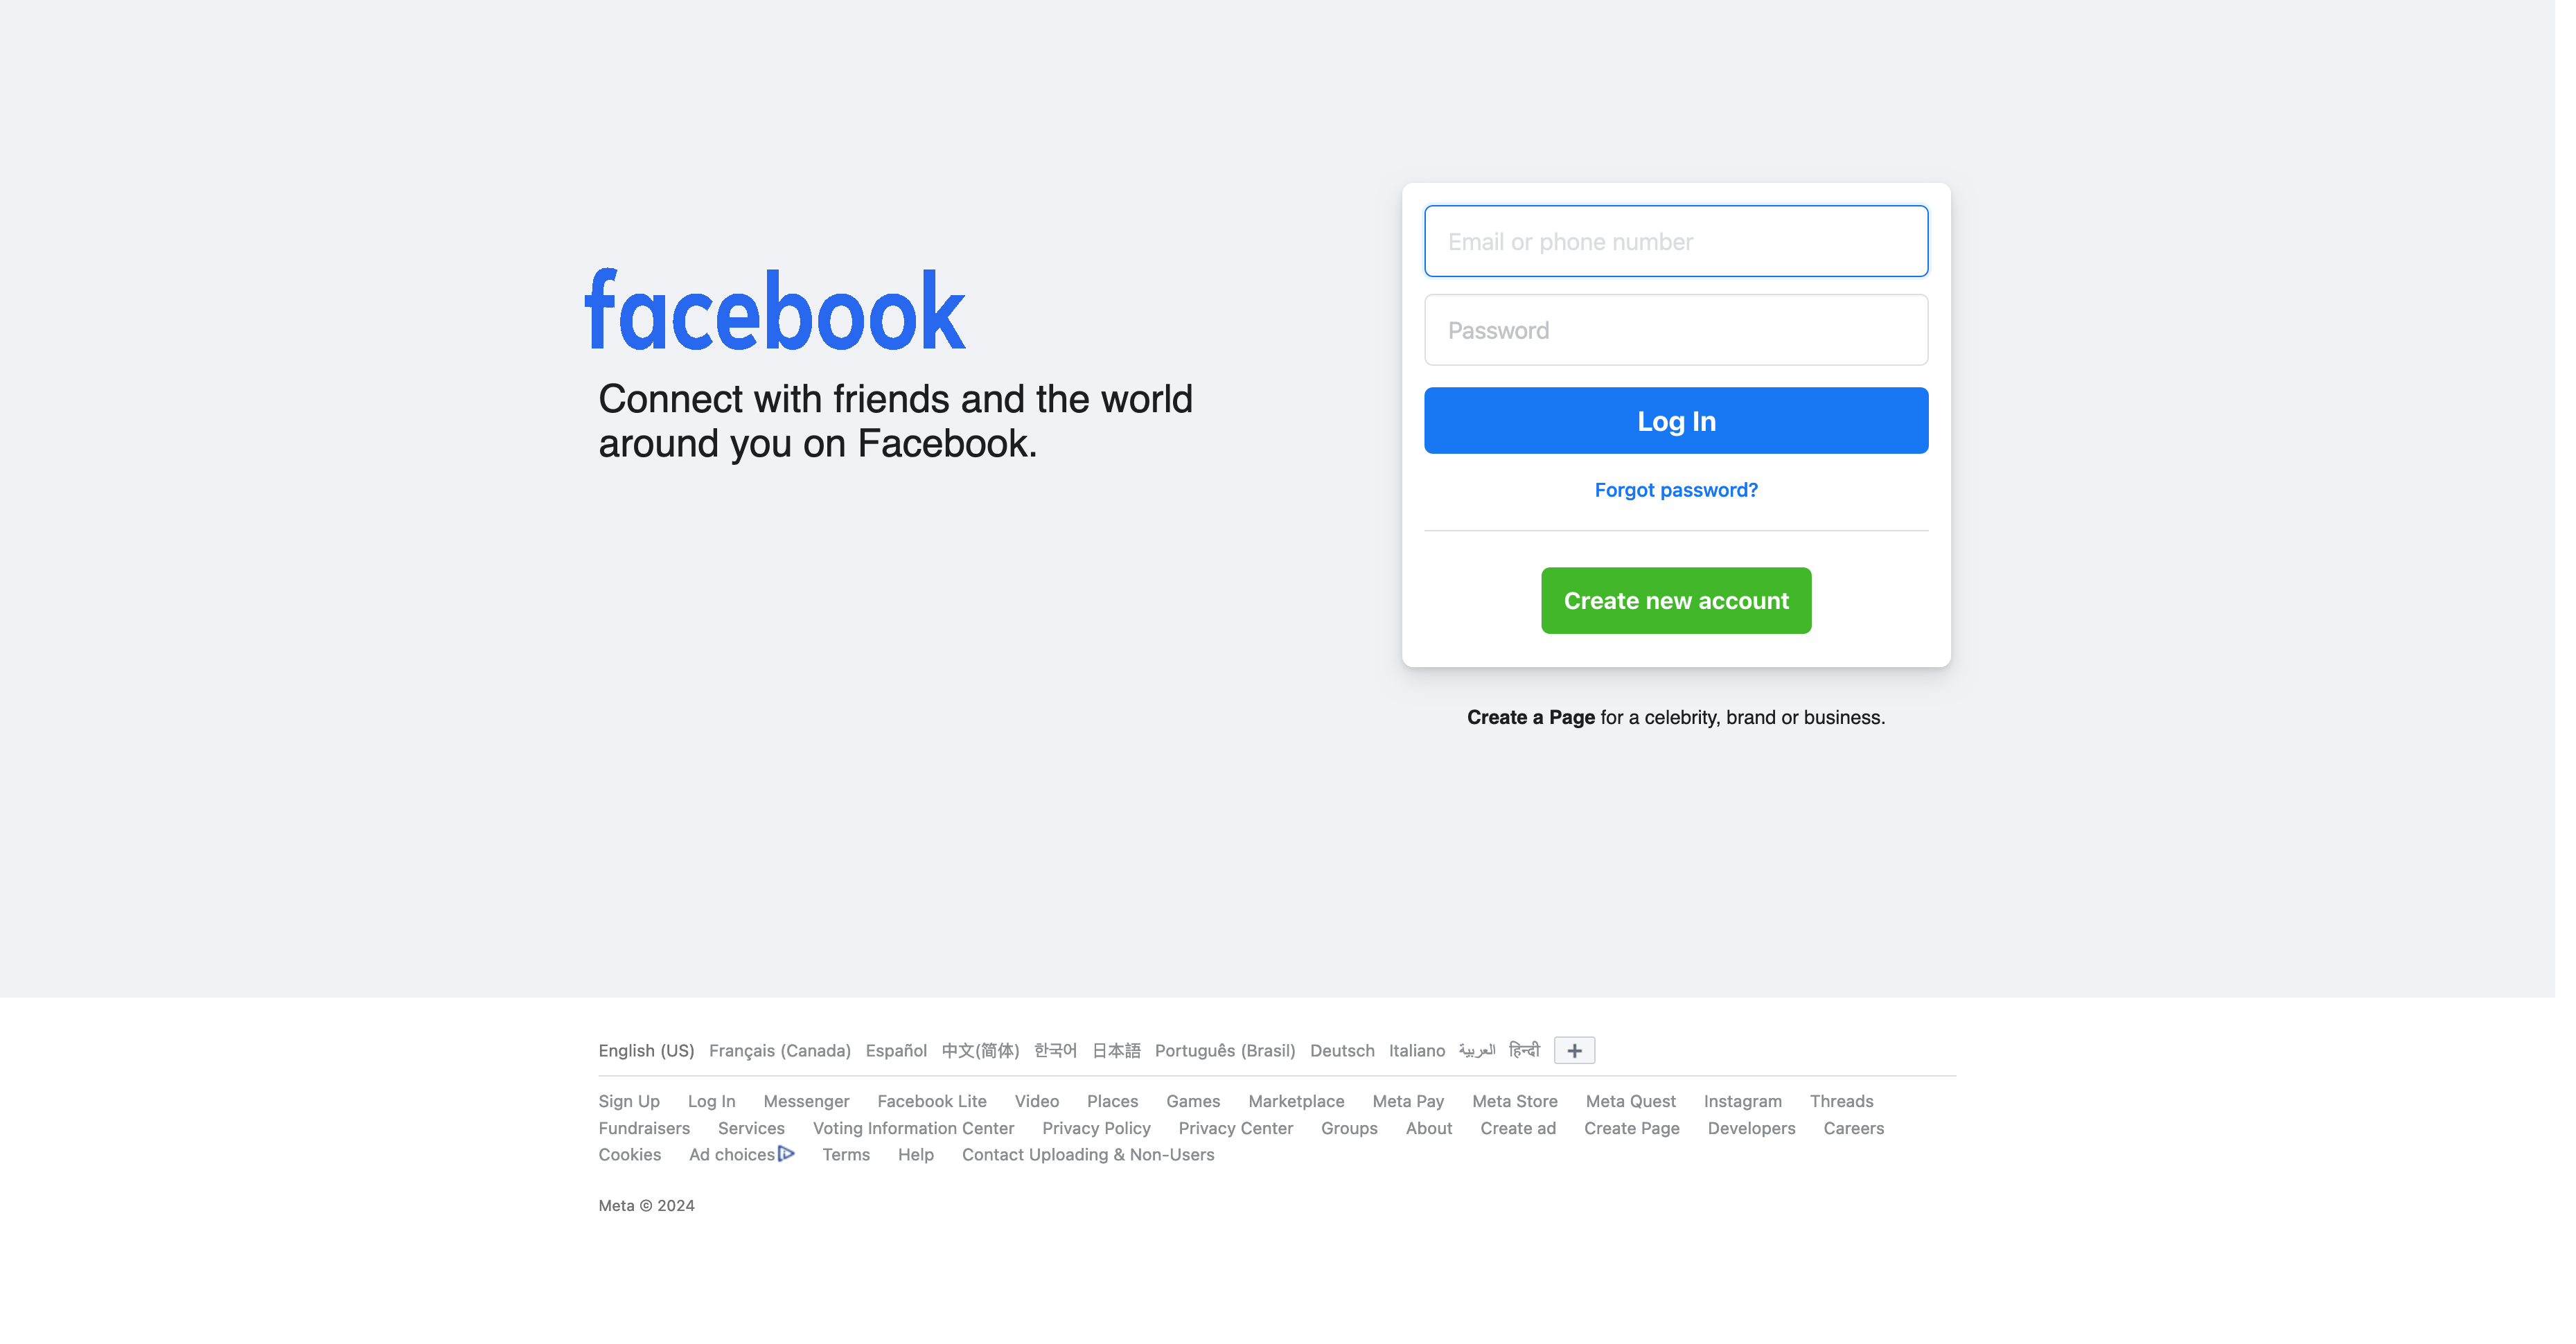 facebook
Connect with friends and the world
around you on Facebook.
Email or phone number
Password
Log In
Forgot password?
Create new account
Create a Page for a celebrity, brand or business.
English (US) Français (Canada) Español 中文(简体) 한국어 日本語 Português (Brasil) Deutsch Italiano العربية हिन्दी +
Sign Up Log In Messenger Facebook Lite Video Places Games Marketplace Meta Pay Meta Store Meta Quest Instagram Threads
Fundraisers Services Voting Information Center Privacy Policy Privacy Center Groups About Create ad Create Page Developers Careers
Cookies Ad choices Terms Help Contact Uploading & Non-Users
Meta © 2024